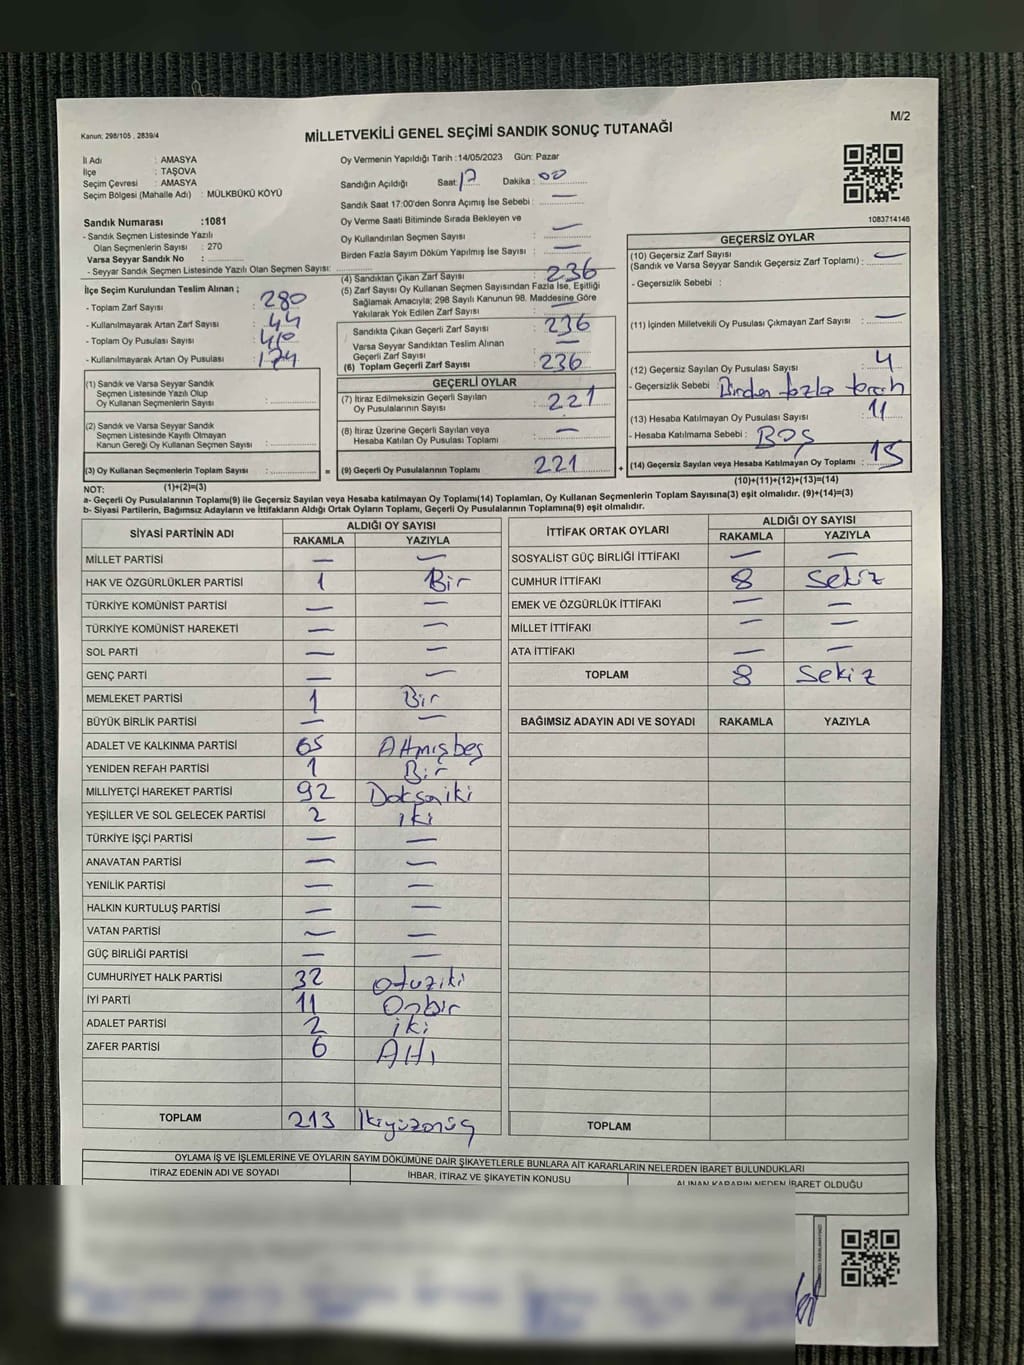 M/2
Kanun: 298/105 , 2839/4
MİLLETVEKİLİ GENEL SEÇİMİ SANDIK SONUÇ TUTANAĞI
İl Adı : AMASYA
İlçe : TAŞOVA
Seçim Çevresi : AMASYA
Seçim Bölgesi (Mahalle Adı) : MÜLKBÜKÜ KÖYÜ
Sandık Numarası :1081
- Sandık Seçmen Listesinde Yazılı
Olan Seçmenlerin Sayısı : 270
Varsa Seyyar Sandık No :
- Seyyar Sandık Seçmen Listesinde Yazılı Olan Seçmen Sayısı:
İlçe Seçim Kurulundan Teslim Alınan ;
- Toplam Zarf Sayısı : 280
- Kullanılmayarak Artan Zarf Sayısı : 44
- Toplam Oy Pusulası : 410
- Kullanılmayarak Artan Oy Pusulası : 174
Oy Vermenin Yapıldığı Tarih :14/05/2023 Gün: Pazar
Sandığın Açıldığı Saat: 17 Dakika : 00
Sandık Saat 17:00'den Sonra Açımış İse Sebebi : —
Oy Verme Saati Bitiminde Sırada Bekleyen ve
Oy Kullandırılan Seçmen Sayısı : —
Birden Fazla Sayım Döküm Yapılmış İse Sayısı : —
(4) Sandıktan Çıkan Zarf Sayısı : 236
(5) Zarf Sayısı Oy Kullanan Seçmen Sayısından Fazla İse, Eşitliği
Sağlamak Amacıyla; 298 Sayılı Kanunun 98. Maddesine Göre
Yakılarak Yok Edilen Zarf Sayısı : —
Sandıkta Çıkan Geçerli Zarf Sayısı : 236
Varsa Seyyar Sandıktan Teslim Alınan
Geçerli Zarf Sayısı : —
(6) Toplam Geçerli Zarf Sayısı : 236
1083714146
GEÇERSİZ OYLAR
(10) Geçersiz Zarf Sayısı
(Sandık ve Varsa Seyyar Sandık Geçersiz Zarf Toplamı) : —
- Geçersizlik Sebebi :
(11) İçinden Milletvekili Oy Pusulası Çıkmayan Zarf Sayısı : —
(12) Geçersiz Sayılan Oy Pusulası Sayısı : 4
- Geçersizlik Sebebi : Birden fazla tercih
(13) Hesaba Katılmayan Oy Pusulası Sayısı : 11
- Hesaba Katılmama Sebebi : BOŞ
(14) Geçersiz Sayılan veya Hesaba Katılmayan Oy Toplamı : 15
(10)+(11)+(12)+(13)=(14)
(1) Sandık ve Varsa Seyyar Sandık
Seçmen Listesinde Yazılı Olup
Oy Kullanan Seçmenlerin Sayısı :
(2) Sandık ve Varsa Seyyar Sandık
Seçmen Listesinde Kayıtlı Olmayan
Kanun Gereği Oy Kullanan Seçmen Sayısı :
(3) Oy Kullanan Seçmenlerin Toplam Sayısı :
(1)+(2)=(3)
=
GEÇERLİ OYLAR
(7) İtiraz Edilmeksizin Geçerli Sayılan
Oy Pusulalarının Sayısı : 221
(8) İtiraz Üzerine Geçerli Sayılan veya
Hesaba Katılan Oy Pusulası Toplamı : —
(9) Geçerli Oy Pusulalarının Toplamı : 221
+
NOT:
a- Geçerli Oy Pusulalarının Toplamı(9) ile Geçersiz Sayılan veya Hesaba katılmayan Oy Toplamı(14) Toplamları, Oy Kullanan Seçmenlerin Toplam Sayısına(3) eşit olmalıdır. (9)+(14)=(3)
b- Siyasi Partilerin, Bağımsız Adayların ve İttifakların Aldığı Ortak Oyların Toplamı, Geçerli Oy Pusulalarının Toplamına(9) eşit olmalıdır.
SİYASİ PARTİNİN ADI ALDIĞI OY SAYISI
RAKAMLA YAZIYLA
MİLLET PARTİSİ — —
HAK VE ÖZGÜRLÜKLER PARTİSİ 1 Bir
TÜRKİYE KOMÜNİST PARTİSİ — —
TÜRKİYE KOMÜNİST HAREKETİ — —
SOL PARTİ — —
GENÇ PARTİ — —
MEMLEKET PARTİSİ 1 Bir
BÜYÜK BİRLİK PARTİSİ — —
ADALET VE KALKINMA PARTİSİ 65 Altmışbeş
YENİDEN REFAH PARTİSİ 1 Bir
MİLLİYETÇİ HAREKET PARTİSİ 92 Doksaiki
YEŞİLLER VE SOL GELECEK PARTİSİ 2 iki
TÜRKİYE İŞÇİ PARTİSİ — —
ANAVATAN PARTİSİ — —
YENİLİK PARTİSİ — —
HALKIN KURTULUŞ PARTİSİ — —
VATAN PARTİSİ — —
GÜÇ BİRLİĞİ PARTİSİ — —
CUMHURİYET HALK PARTİSİ 32 otuziki
İYİ PARTİ 11 Onbir
ADALET PARTİSİ 2 iki
ZAFER PARTİSİ 6 Altı
TOPLAM 213 İkiyüzonüç
İTTİFAK ORTAK OYLARI ALDIĞI OY SAYISI
RAKAMLA YAZIYLA
SOSYALİST GÜÇ BİRLİĞİ İTTİFAKI — —
CUMHUR İTTİFAKI 8 Sekiz
EMEK VE ÖZGÜRLÜK İTTİFAKI — —
MİLLET İTTİFAKI — —
ATA İTTİFAKI — —
TOPLAM 8 Sekiz
BAĞIMSIZ ADAYIN ADI VE SOYADI RAKAMLA YAZIYLA
TOPLAM
OYLAMA İŞ VE İŞLEMLERİNE VE OYLARIN SAYIM DÖKÜMÜNE DAİR ŞİKAYETLERLE BUNLARA AİT KARARLARIN NELERDEN İBARET BULUNDUKLARI
İTİRAZ EDENİN ADI VE SOYADI İHBAR, İTİRAZ VE ŞİKAYETİN KONUSU ALINAN KARARIN NEDEN İBARET OLDUĞU